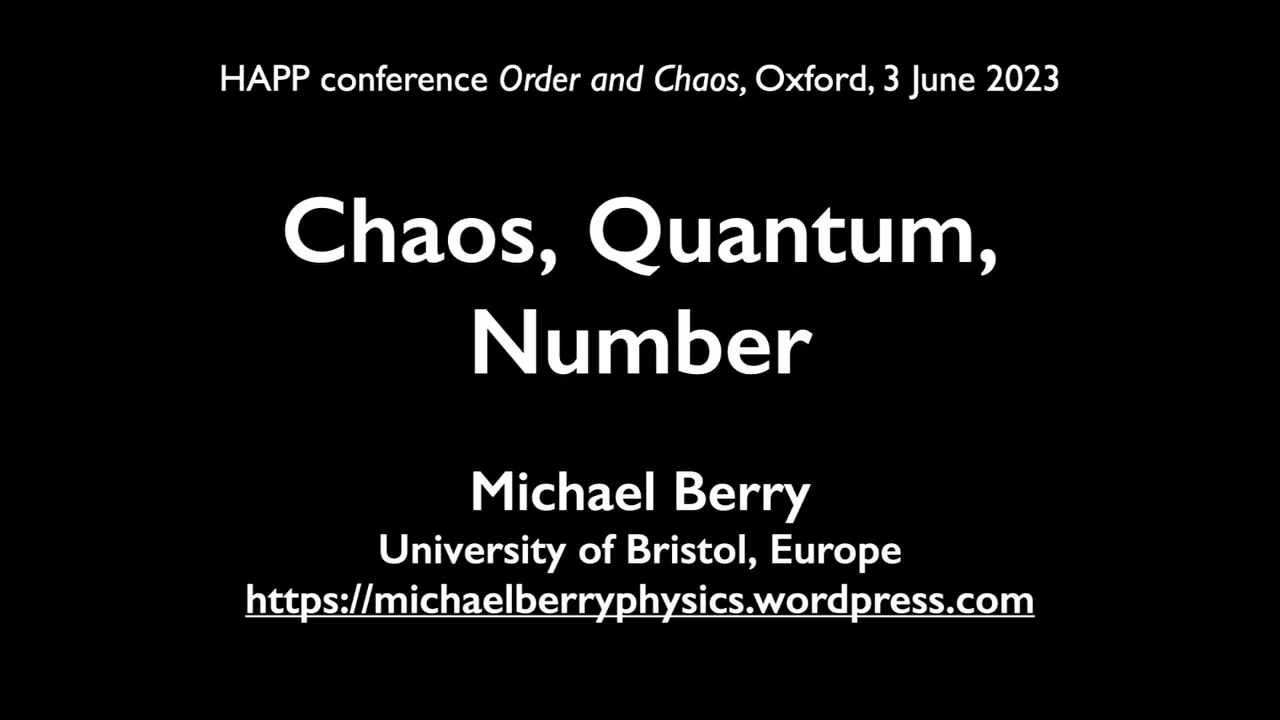 HAPP conference Order and Chaos, Oxford, 3 June 2023
Chaos, Quantum,
Number
Michael Berry
University of Bristol, Europe
https://michaelberryphysics.wordpress.com